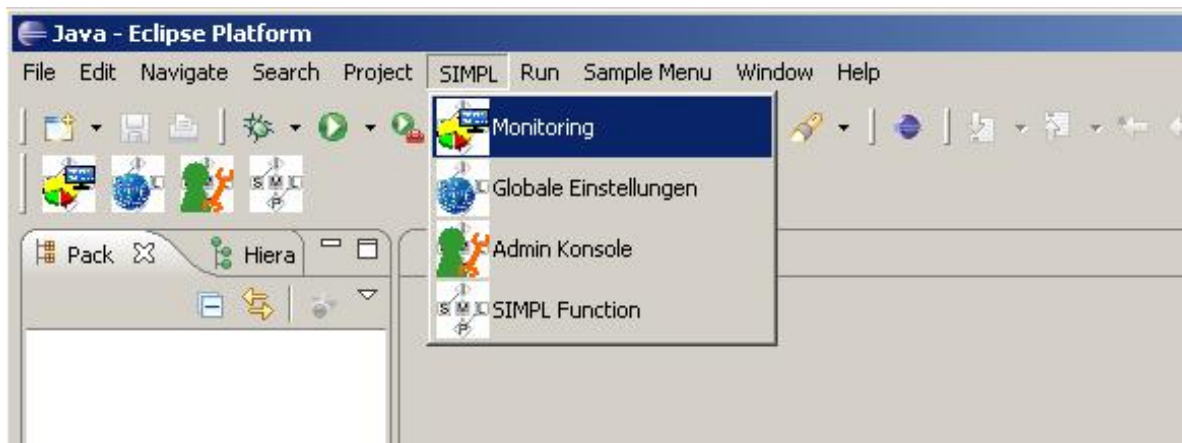 Java - Eclipse Platform
File Edit Navigate Search Project SIMPL Run Sample Menu Window Help
Monitoring
Globale Einstellungen
Admin Konsole
SIMPL Function
Pack Hiera